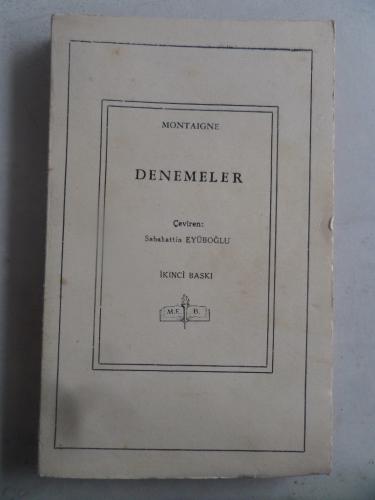 MONTAIGNE
DENEMELER
Çeviren:
Sabahattin EYÜBOĞLU
İKİNCİ BASKI
M.E. B.